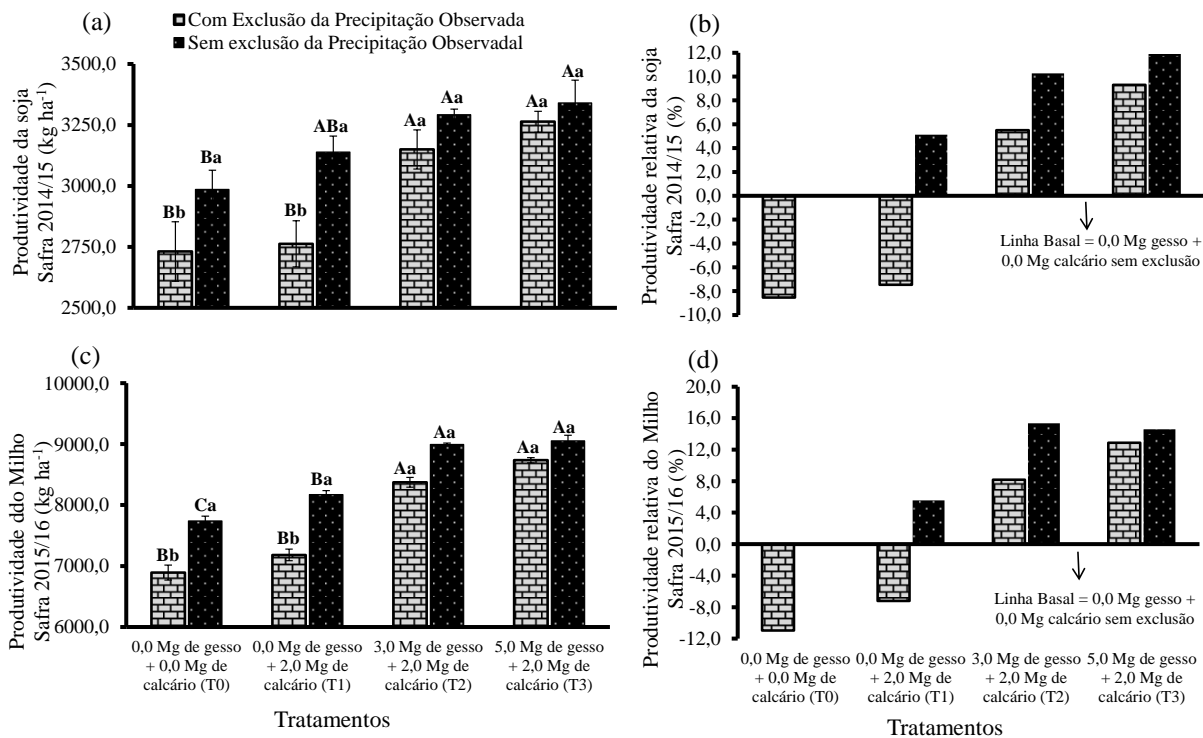 (a)
Com Exclusão da Precipitação Observada
Sem exclusão da Precipitação Observadal
Produtividade da soja
Safra 2014/15 (kg ha-1)
3500,0
3250,0
3000,0
2750,0
2500,0
Bb
Ba
Bb
ABa
Aa
Aa
Aa
Aa
(b)
Produtividade relativa da soja
Safra 2014/15 (%)
12,0
10,0
8,0
6,0
4,0
2,0
0,0
-2,0
-4,0
-6,0
-8,0
-10,0
Linha Basal = 0,0 Mg gesso +
0,0 Mg calcário sem exclusão
(c)
Produtividade ddo Milho
Safra 2015/16 (kg ha-1)
10000,0
9000,0
8000,0
7000,0
6000,0
Bb
Ca
Bb
Ba
Aa
Aa
Aa
Aa
0,0 Mg de gesso
+ 0,0 Mg de
calcário (T0)
0,0 Mg de gesso
+ 2,0 Mg de
calcário (T1)
3,0 Mg de gesso
+ 2,0 Mg de
calcário (T2)
5,0 Mg de gesso
+ 2,0 Mg de
calcário (T3)
Tratamentos
(d)
Produtividade relativa do Milho
Safra 2015/16 (%)
20,0
16,0
12,0
8,0
4,0
0,0
-4,0
-8,0
-12,0
Linha Basal = 0,0 Mg gesso +
0,0 Mg calcário sem exclusão
0,0 Mg de gesso
+ 0,0 Mg de
calcário (T0)
0,0 Mg de gesso
+ 2,0 Mg de
calcário (T1)
3,0 Mg de gesso
+ 2,0 Mg de
calcário (T2)
5,0 Mg de gesso
+ 2,0 Mg de
calcário (T3)
Tratamentos